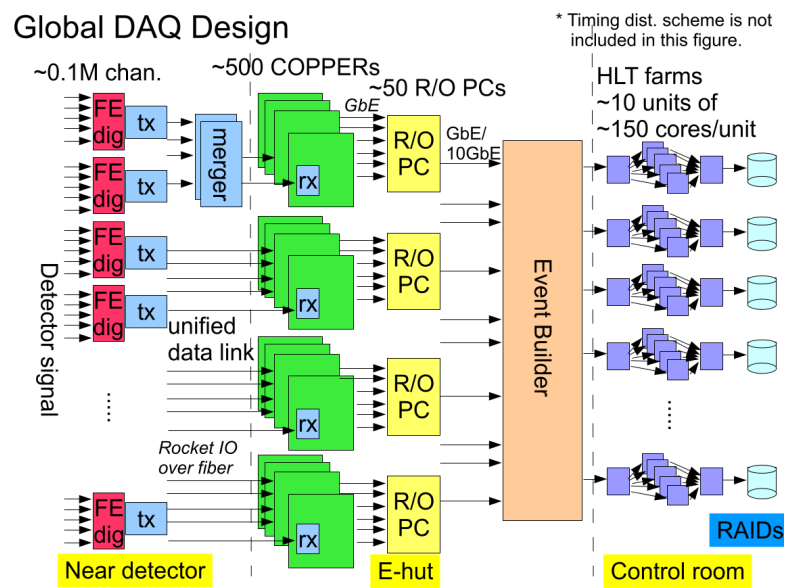 Global DAQ Design
* Timing dist. scheme is not
included in this figure.
~0.1M chan.
~500 COPPERs
~50 R/O PCs
HLT farms
~10 units of
~150 cores/unit
GbE
GbE/
10GbE
FE
dig
tx
merger
rx
R/O
PC
FE
dig
tx
FE
dig
tx
rx
R/O
PC
FE
dig
tx
Detector signal
unified
data link
Event Builder
rx
R/O
PC
......
......
Rocket IO
over fiber
FE
dig
tx
rx
R/O
PC
RAIDs
Near detector
E-hut
Control room